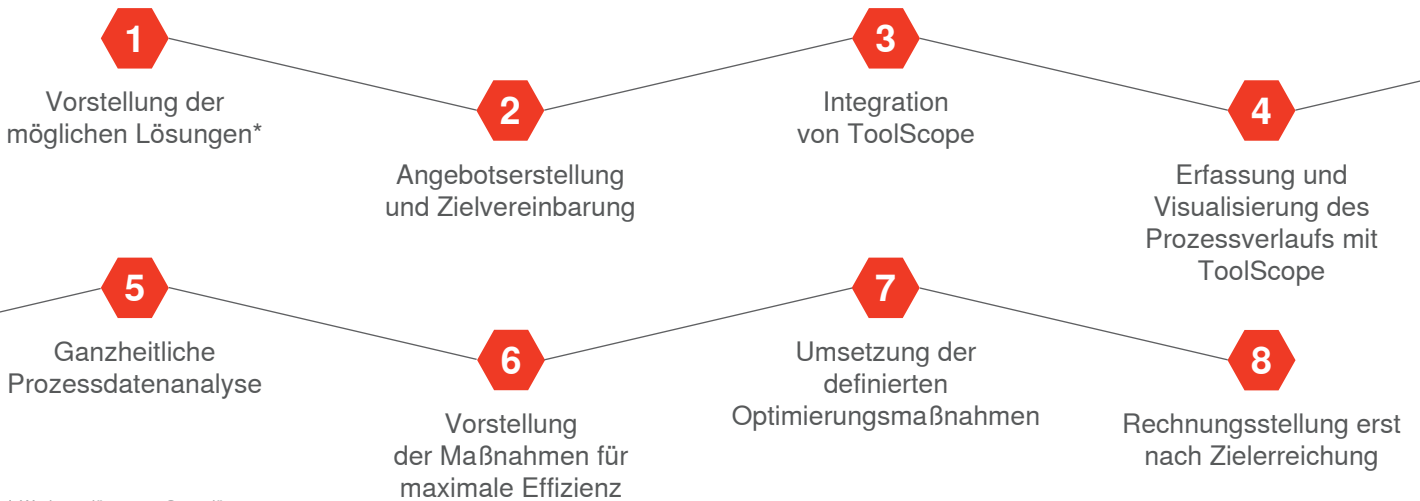 1
Vorstellung der
möglichen Lösungen*
2
Angebotserstellung
und Zielvereinbarung
3
Integration
von ToolScope
4
Erfassung und
Visualisierung des
Prozessverlaufs mit
ToolScope
5
Ganzheitliche
Prozessdatenanalyse
6
Vorstellung
der Maßnahmen für
maximale Effizienz
7
Umsetzung der
definierten
Optimierungsmaßnahmen
8
Rechnungsstellung erst
nach Zielerreichung